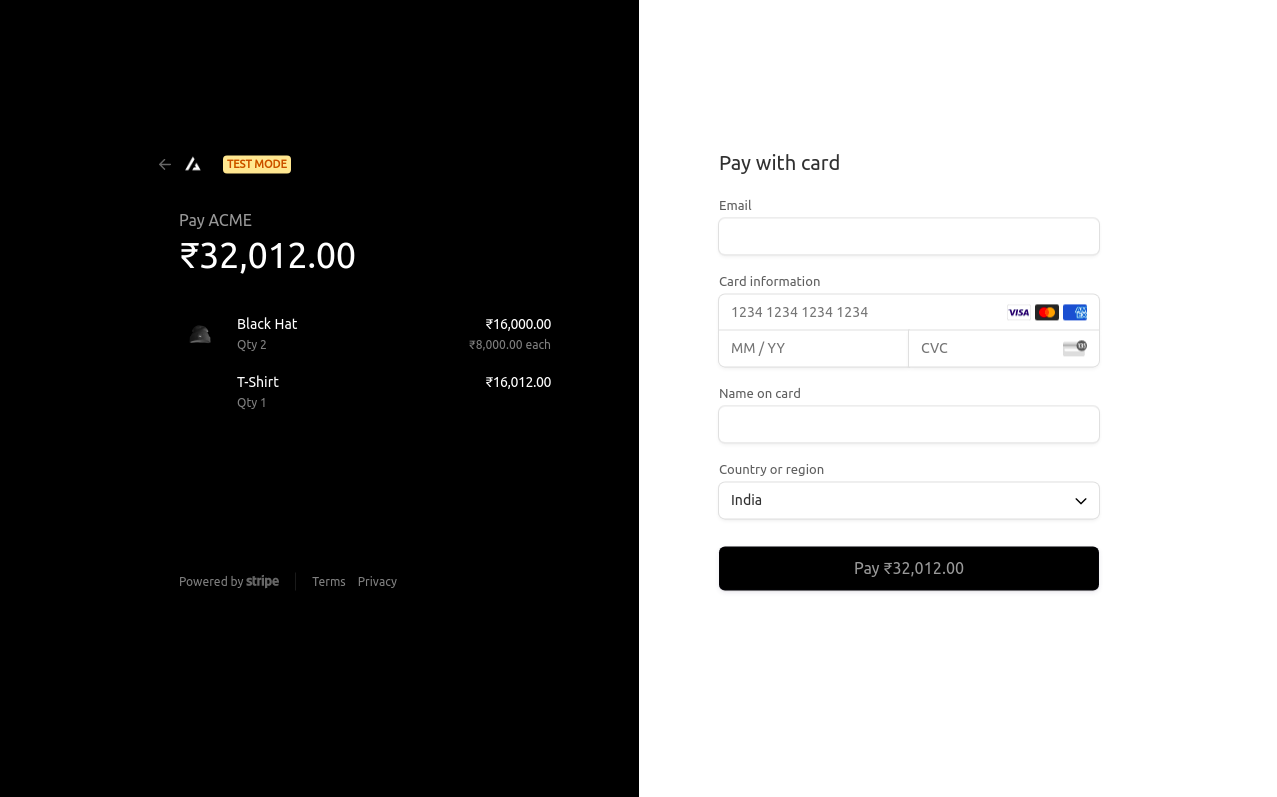 TEST MODE
Pay ACME
₹32,012.00
Black Hat ₹16,000.00
Qty 2 ₹8,000.00 each
T-Shirt ₹16,012.00
Qty 1
Powered by stripe Terms Privacy
Pay with card
Email
Card information
1234 1234 1234 1234 VISA
MM / YY CVC
Name on card
Country or region
India
Pay ₹32,012.00